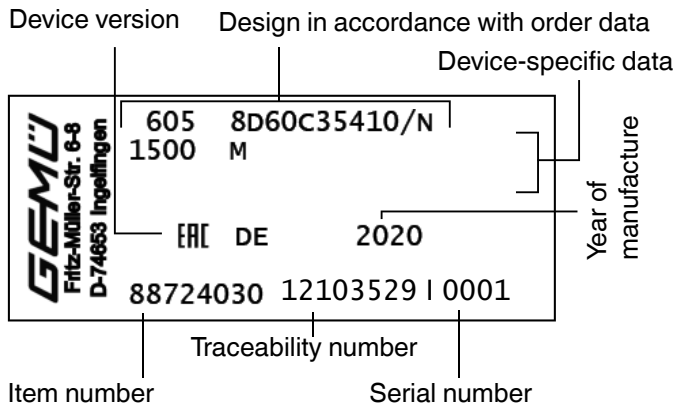 Device version
Design in accordance with order data
Device-specific data
GEMÜ
Fritz-Müller-Str. 6-8
D-74653 Ingelfingen
605 8D60C35410/N
1500 M
Year of
manufacture
EAC DE 2020
88724030 12103529 I 0001
Traceability number
Item number
Serial number